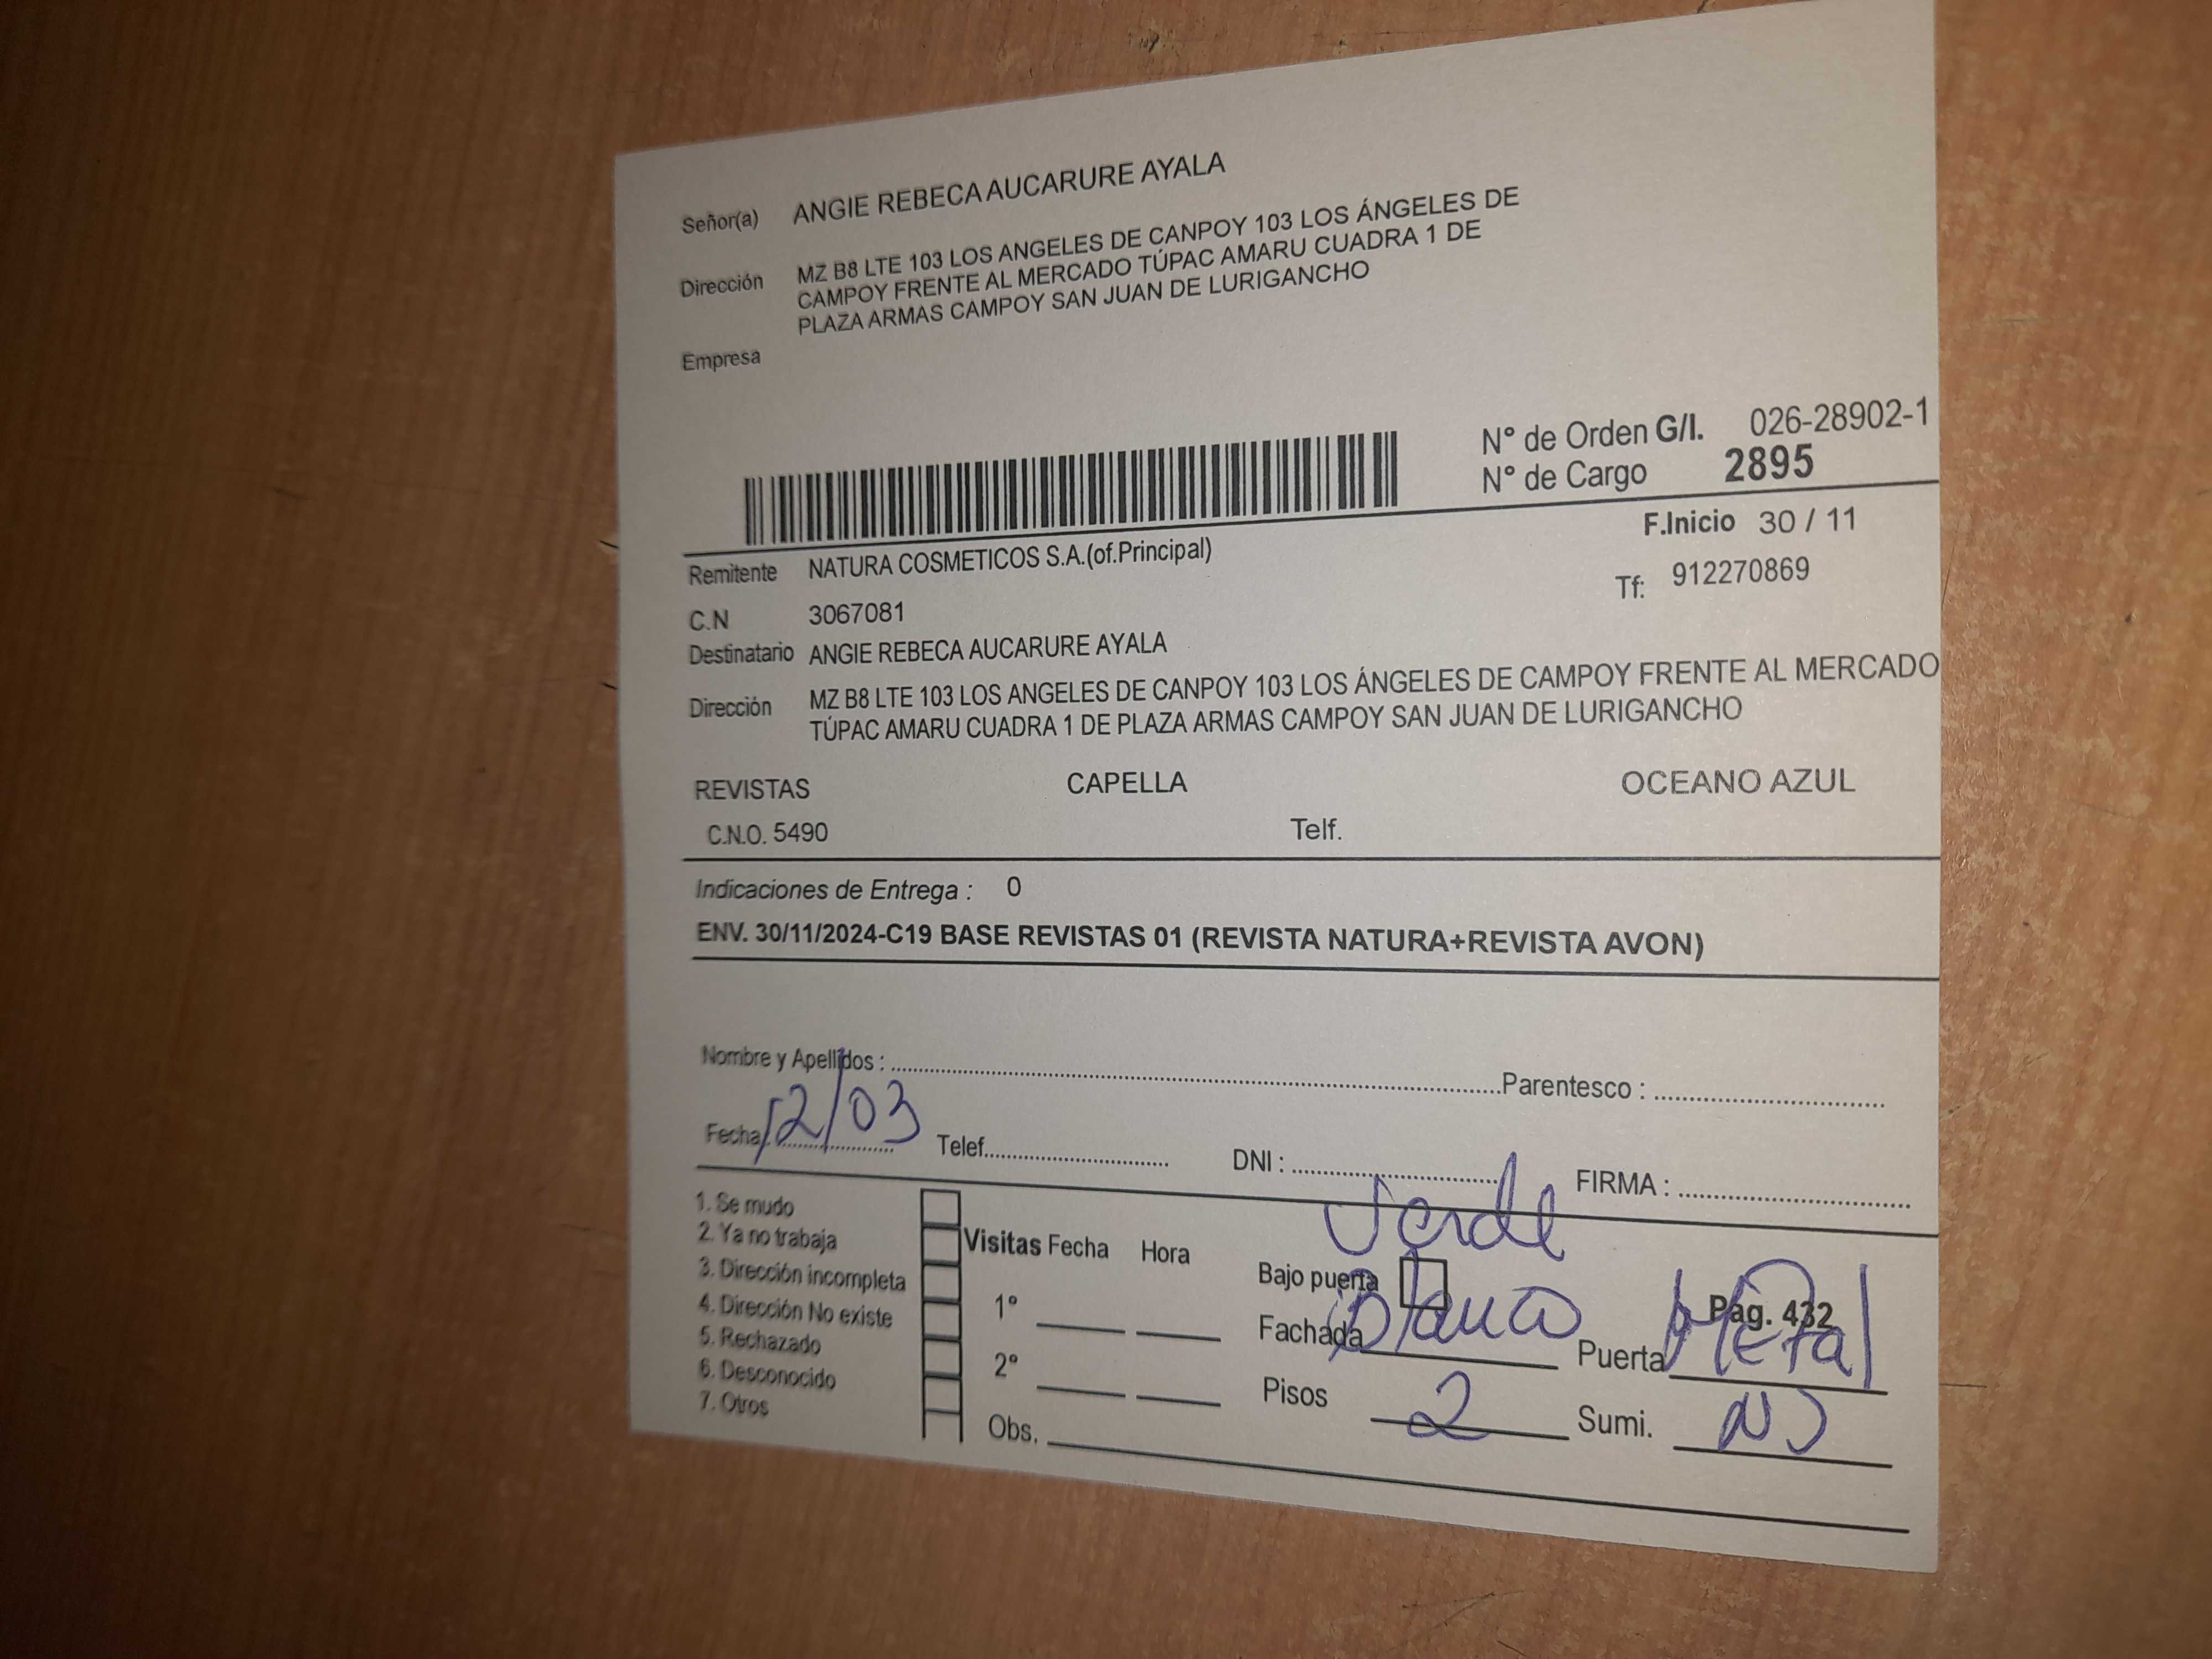 Señor(a) ANGIE REBECA AUCARURE AYALA
Dirección MZ B8 LTE 103 LOS ANGELES DE CANPOY 103 LOS ÁNGELES DE
CAMPOY FRENTE AL MERCADO TÚPAC AMARU CUADRA 1 DE
PLAZA ARMAS CAMPOY SAN JUAN DE LURIGANCHO
Empresa
N° de Orden G/I. 026-28902-1
N° de Cargo 2895
F.Inicio 30 / 11
Remitente NATURA COSMETICOS S.A.(of.Principal)
Tf: 912270869
C.N 3067081
Destinatario ANGIE REBECA AUCARURE AYALA
Dirección MZ B8 LTE 103 LOS ANGELES DE CANPOY 103 LOS ÁNGELES DE CAMPOY FRENTE AL MERCADO
TÚPAC AMARU CUADRA 1 DE PLAZA ARMAS CAMPOY SAN JUAN DE LURIGANCHO
REVISTAS CAPELLA OCEANO AZUL
C.N.O. 5490 Telf.
Indicaciones de Entrega : 0
ENV. 30/11/2024-C19 BASE REVISTAS 01 (REVISTA NATURA+REVISTA AVON)
Nombre y Apellidos : Parentesco :
Fecha 12/03 Telef. DNI : FIRMA :
Verde
1. Se mudo
2. Ya no trabaja
3. Dirección incompleta
4. Dirección No existe
5. Rechazado
6. Desconocido
7. Otros
Visitas Fecha Hora
1°
2°
Obs.
Bajo puerta
Pág. 432
Fachada Blanco Puerta Metal
Pisos 2 Sumi.